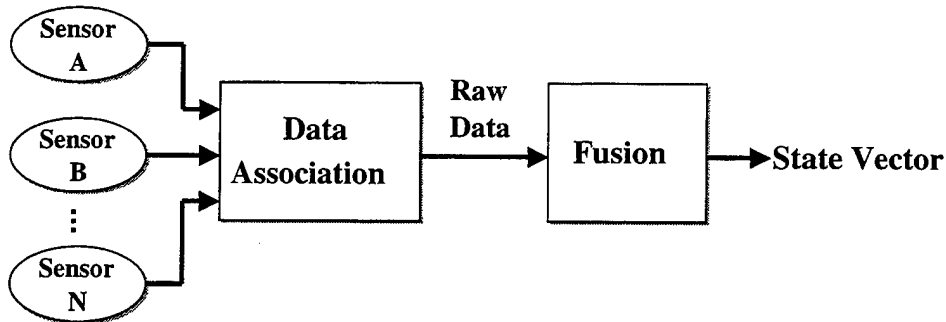 Sensor
A
Sensor
B
Sensor
N
Data
Association
Raw
Data
Fusion
State Vector